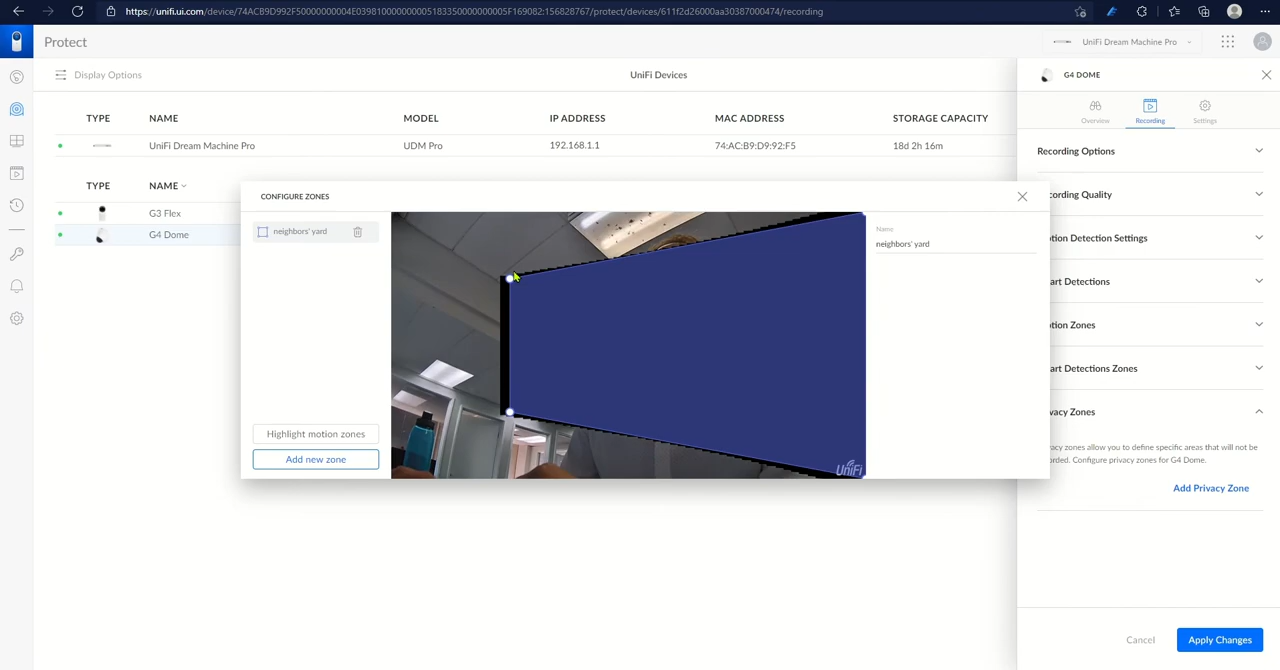 https://unifi.ui.com/device/74ACB9D992F50000000004E0398100000000051833500000000005F169082:156828767/protect/devices/611f2d26000aa30387000474/recording
Protect
UniFi Dream Machine Pro
Display Options
UniFi Devices
G4 DOME
Overview
Recording
Settings
TYPE NAME MODEL IP ADDRESS MAC ADDRESS STORAGE CAPACITY
UniFi Dream Machine Pro UDM Pro 192.168.1.1 74:AC:B9:D9:92:F5 18d 2h 16m
TYPE NAME
G3 Flex
G4 Dome
CONFIGURE ZONES
neighbors' yard
Highlight motion zones
Add new zone
UniFi
Name
neighbors' yard
Recording Options
cording Quality
otion Detection Settings
art Detections
otion Zones
art Detections Zones
vacy Zones
vacy zones allow you to define specific areas that will not be
orded. Configure privacy zones for G4 Dome.
Add Privacy Zone
Cancel
Apply Changes